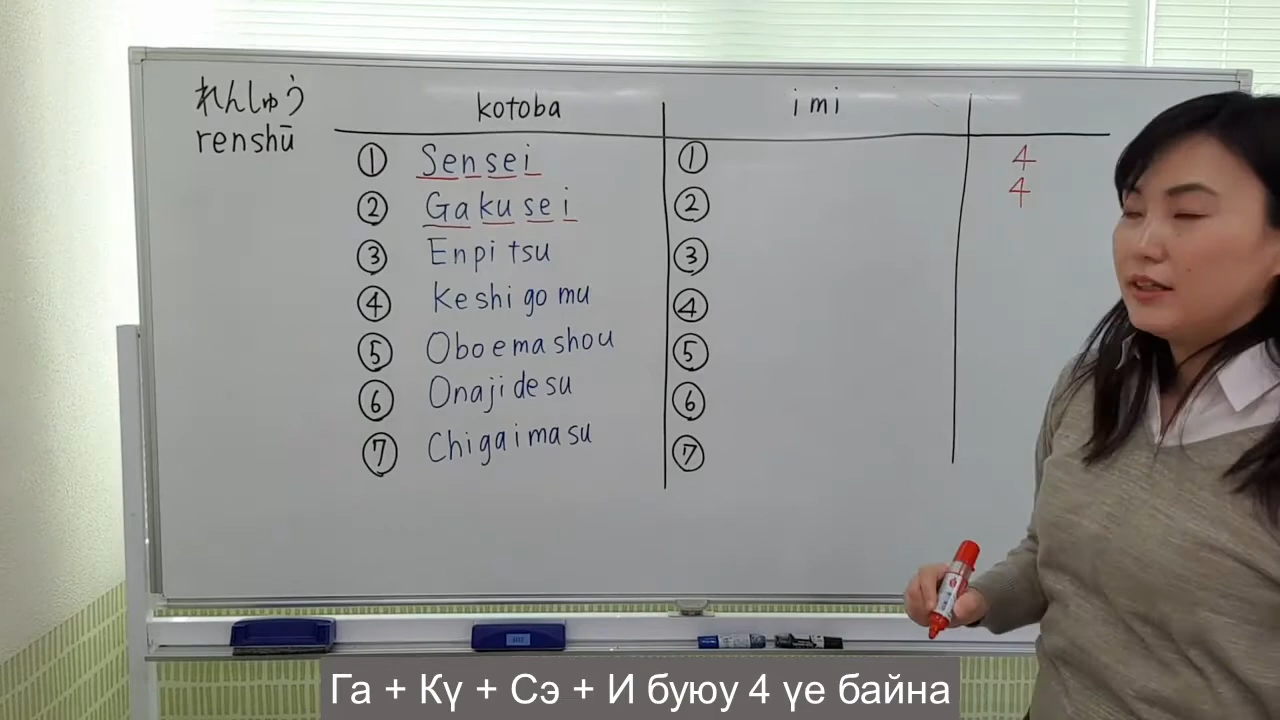 れんしゅう
renshū
kotoba
imi
① Sensei ① 4
② Gakusei ② 4
③ Enpitsu ③
④ Keshigomu ④
⑤ Oboemashou ⑤
⑥ Onajidesu ⑥
⑦ Chigaimasu ⑦
Га + Кү + Сэ + И буюу 4 үе байна